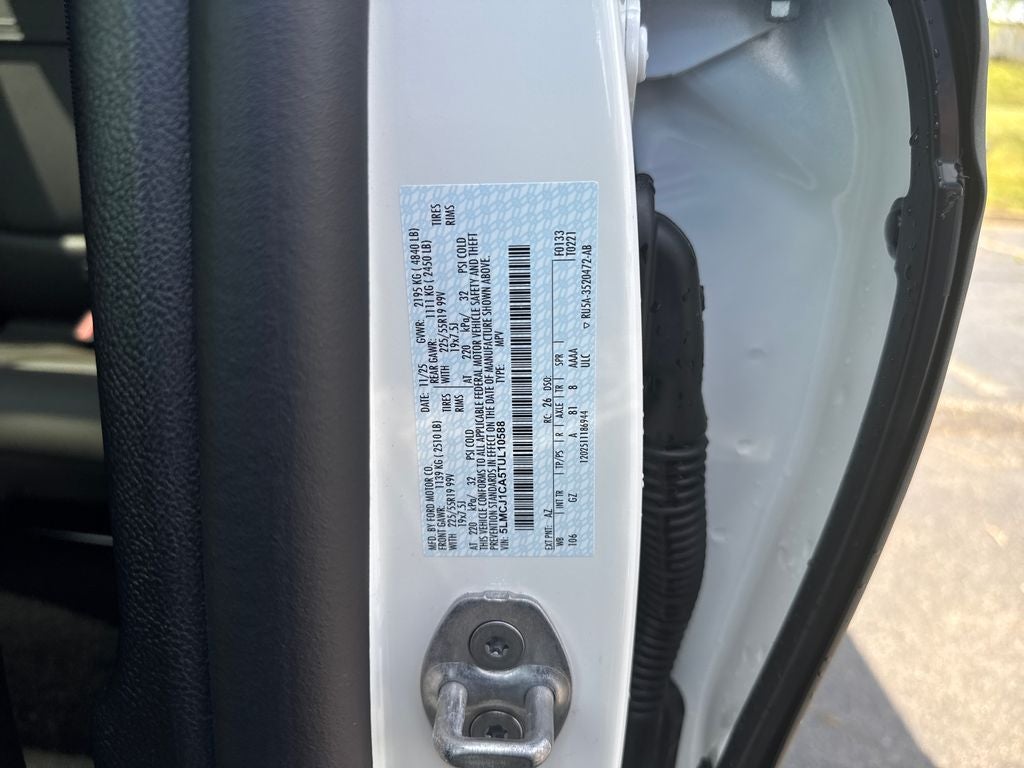 MFD. BY FORD MOTOR CO. DATE: 11/25 GVWR: 2195 KG ( 4840 LB)
FRONT GAWR: 1139 KG ( 2510 LB) REAR GAWR: 1111 KG ( 2450 LB)
WITH 225/55R19 99V TIRES WITH 225/55R19 99V TIRES
19x7.5J RIMS 19x7.5J RIMS
AT 220 kPa/ 32 PSI COLD AT 220 kPa/ 32 PSI COLD
THIS VEHICLE CONFORMS TO ALL APPLICABLE FEDERAL MOTOR VEHICLE SAFETY AND THEFT
PREVENTION STANDARDS IN EFFECT ON THE DATE OF MANUFACTURE SHOWN ABOVE.
VIN: 5LMCJ1CA5TUL10588 TYPE: MPV
EXT PNT: AZ RC: 26 DSO: F0133
WB INT TR TP/PS R AXLE TR SPR T0221
106 GZ A B1 8 AAAA
120251186944 ULC ▽ RU5A-3520472-AB